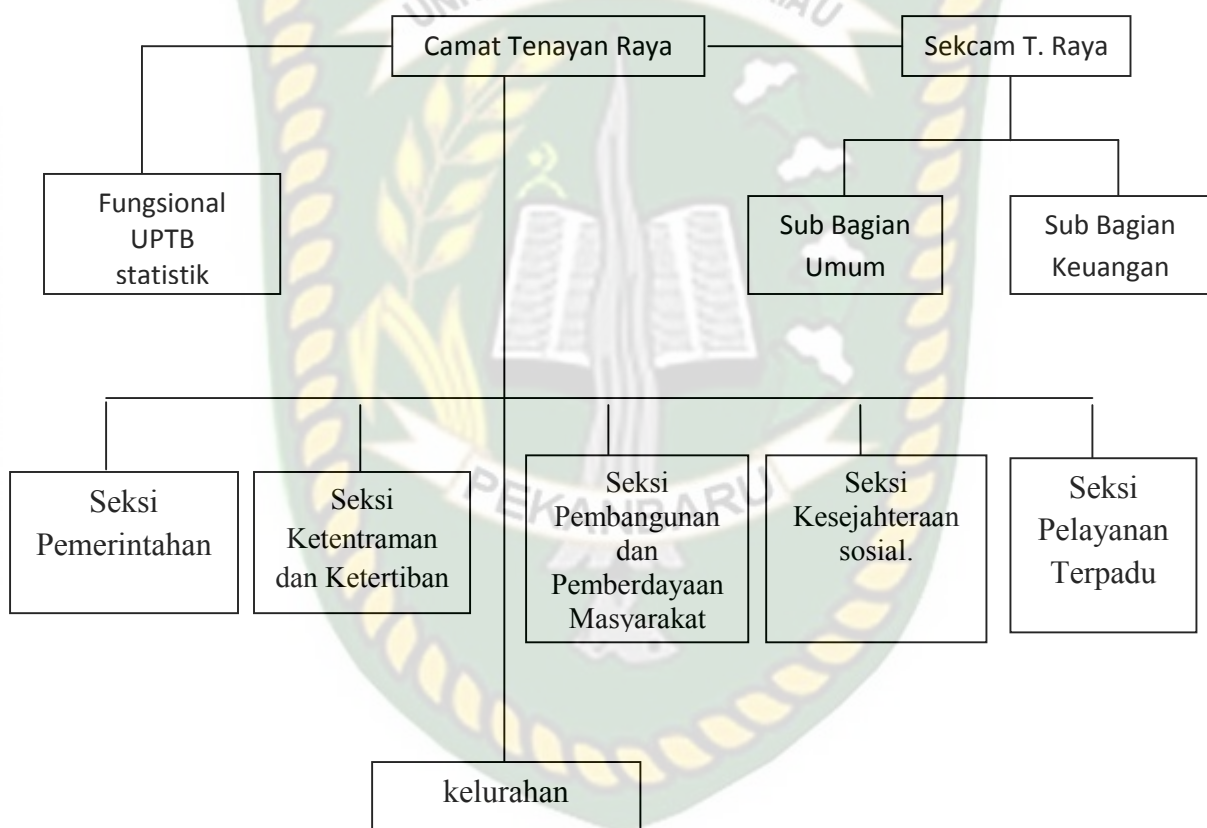 Camat Tenayan Raya
Sekcam T. Raya
Fungsional
UPTB
statistik
Sub Bagian
Umum
Sub Bagian
Keuangan
Seksi
Pemerintahan
Seksi
Ketentraman
dan Ketertiban
Seksi
Pembangunan
dan
Pemberdayaan
Masyarakat
Seksi
Kesejahteraan
sosial.
Seksi
Pelayanan
Terpadu
PEKANBARU
kelurahan